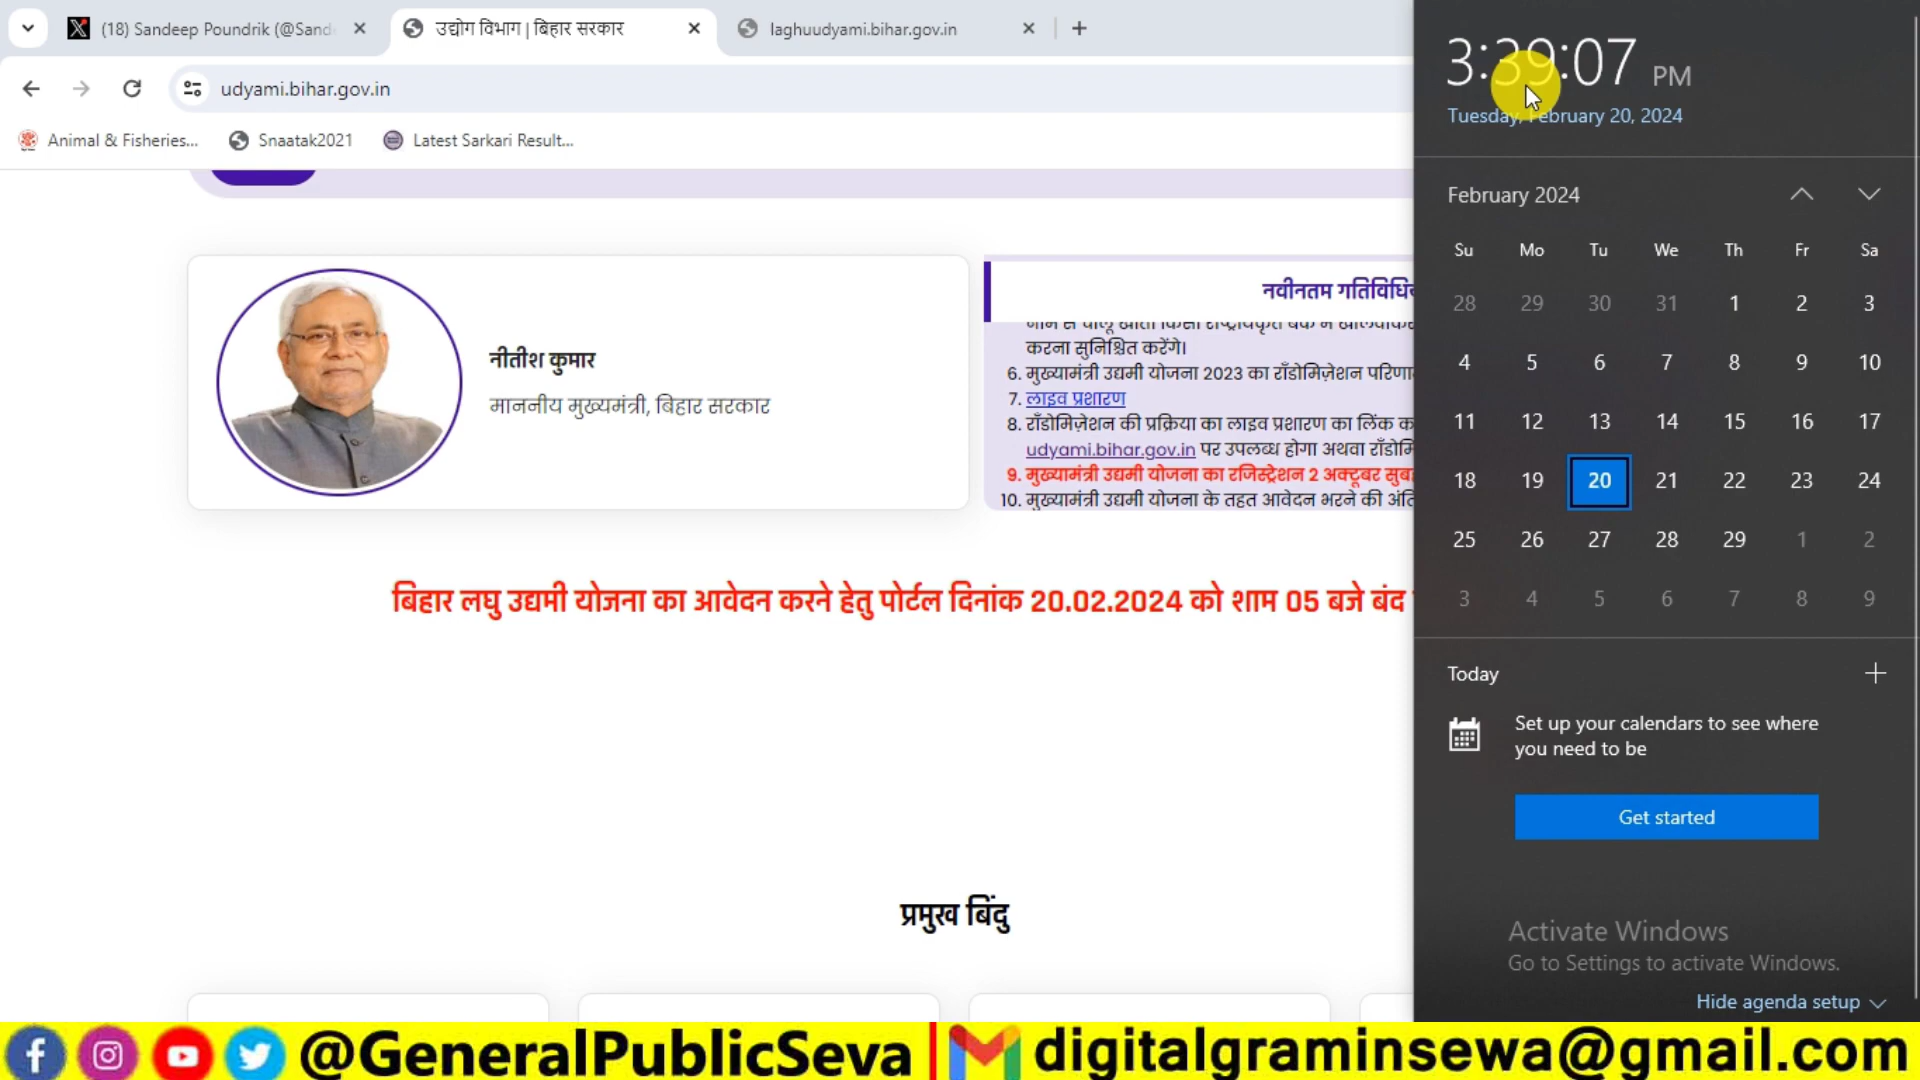 (18) Sandeep Poundrik (@Sand
उद्योग विभाग | बिहार सरकार
laghuudyami.bihar.gov.in
udyami.bihar.gov.in
Animal & Fisheries...
Snaatak2021
Latest Sarkari Result...
नीतीश कुमार
माननीय मुख्यमंत्री, बिहार सरकार
नवीनतम
करना सुनिश्चित करेंगे।
6. मुख्यमंत्री उद्यमी योजना 2023 का रॉंडोमिज़ेशन
7. लाइव प्रशारण
8. रॉंडोमिज़ेशन की प्रक्रिया का लाइव प्रशारण का लिंक
udyami.bihar.gov.in पर उपलब्ध होगा अथवा
9. मुख्यामंत्री उद्यमी योजना का रजिस्ट्रेशन 2 अक्टूबर
10. मुख्यामंत्री उद्यमी योजना के तहत आवेदन भरने की
बिहार लघु उद्यमी योजना का आवेदन करने हेतु पोर्टल दिनांक 20.02.2024 को शाम 05 बजे बंद
प्रमुख बिंदु
3:39:07 PM
Tuesday, February 20, 2024
February 2024
Su Mo Tu We Th Fr Sa
28 29 30 31 1 2 3
4 5 6 7 8 9 10
11 12 13 14 15 16 17
18 19 20 21 22 23 24
25 26 27 28 29 1 2
3 4 5 6 7 8 9
Today
Set up your calendars to see where
you need to be
Get started
Activate Windows
Go to Settings to activate Windows.
Hide agenda setup
@GeneralPublicSeva
digitalgraminsewa@gmail.com